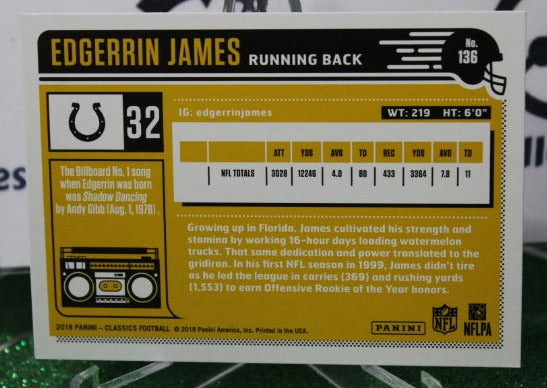 EDGERRIN JAMES RUNNING BACK
No. 136
32
IG: edgerrinjames
WT: 219 HT: 6'0"
ATT YDS AVG TD REC YDS AVG TD
NFL TOTALS 3028 12246 4.0 80 433 3364 7.8 11
The Billboard No. 1 song
when Edgerrin was born
was Shadow Dancing
by Andy Gibb (Aug. 1, 1978).
Growing up in Florida, James cultivated his strength and
stamina by working 16-hour days loading watermelon
trucks. That same dedication and power translated to the
gridiron. In his first NFL season in 1999, James didn't tire
as he led the league in carries (369) and rushing yards
(1,553) to earn Offensive Rookie of the Year honors.
2018 PANINI - CLASSICS FOOTBALL © 2018 Panini America, Inc. Printed in the USA.
PANINI
NFL
NFLPA